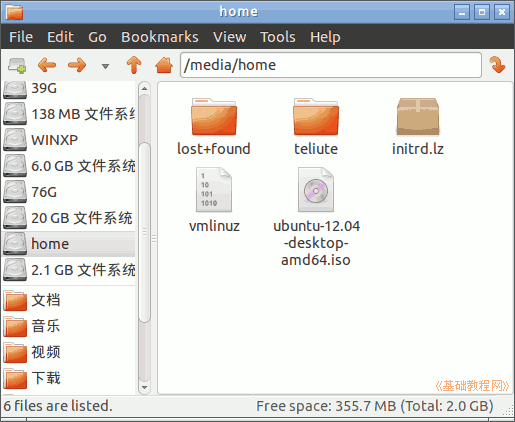 home
File Edit Go Bookmarks View Tools Help
/media/home
39G
138 MB 文件系统
WINXP
6.0 GB 文件系统
76G
20 GB 文件系统
home
2.1 GB 文件系统
文档
音乐
视频
下载
lost+found
teliute
initrd.lz
1
10
101
1010
vmlinuz
ubuntu-12.04
-desktop-
amd64.iso
《基础教程网》
6 files are listed.
Free space: 355.7 MB (Total: 2.0 GB)